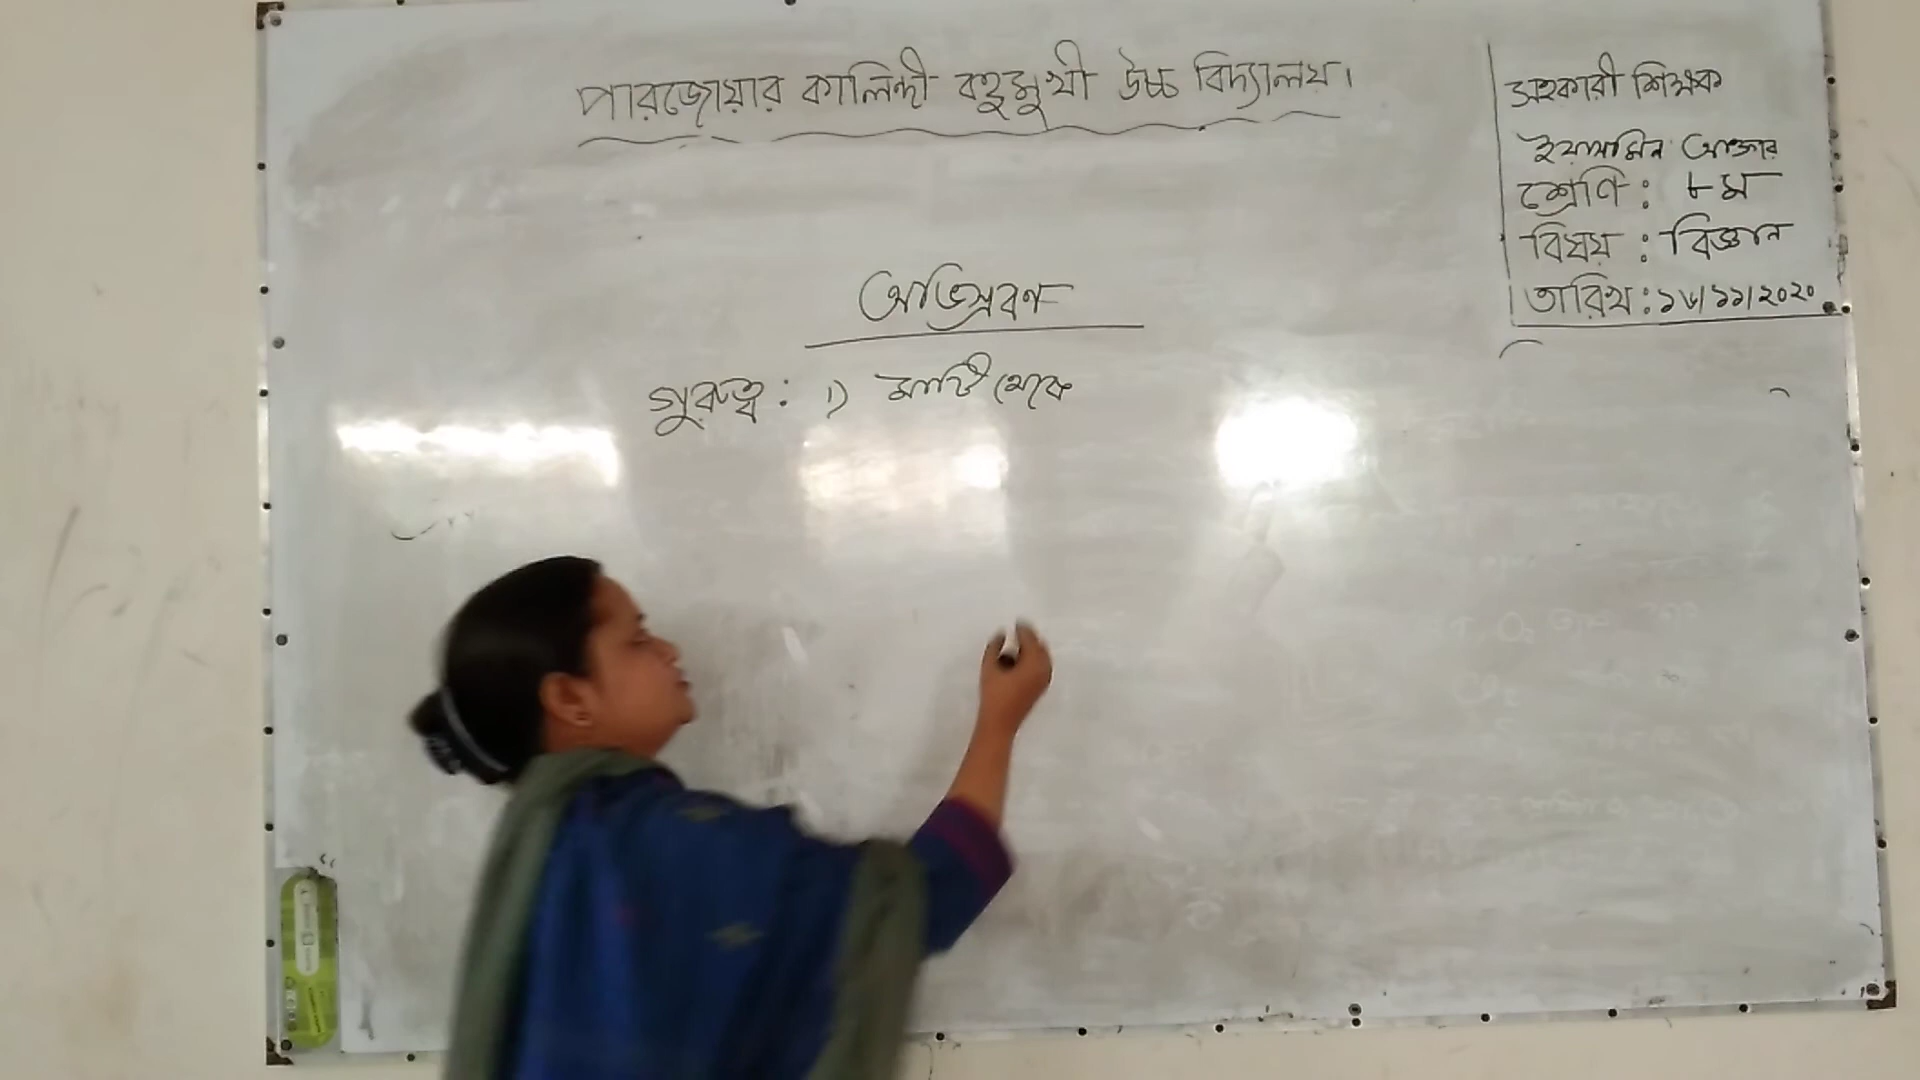 পারজোয়ার কালিন্দী বহুমুখী উচ্চ বিদ্যালয়।
সহকারী শিক্ষক
ইয়াসমিন আক্তার
শ্রেণি : ৮ম
বিষয় : বিজ্ঞান
তারিখ : ১৬/১১/২০২০
অভিস্রবণ
গুরুত্ব : ১) মাটি থেকে